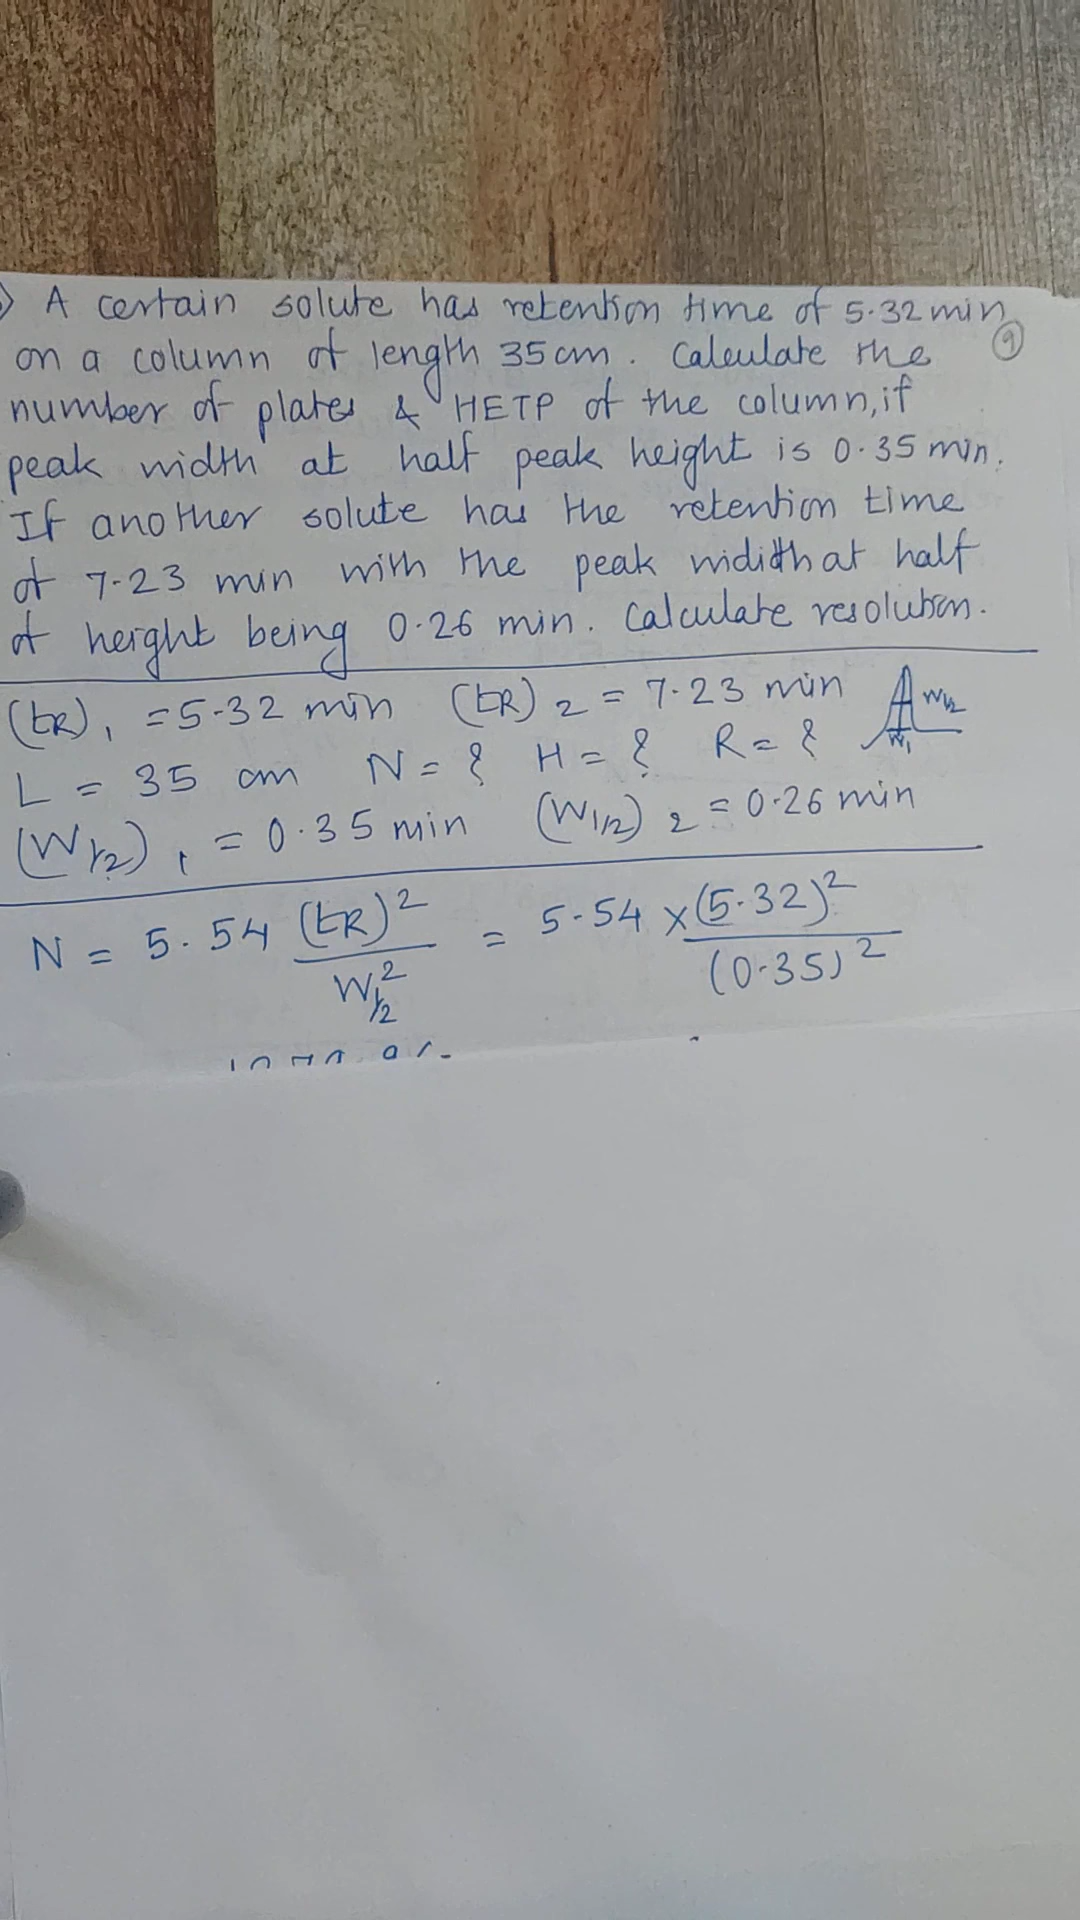 A certain solute has retention time of 5.32 min
on a column of length 35 cm. Calculate the 9
number of plates & HETP of the column, if
peak width at half peak height is 0.35 min.
If another solute has the retention time
of 7.23 min with the peak widith at half
of height being 0.26 min. Calculate resolution.
(tR)1 = 5.32 min (tR)2 = 7.23 min W1/2
W1
L = 35 cm N = ? H = ? R = ?
(W1/2)1 = 0.35 min (W1/2)2 = 0.26 min
N = 5.54 (tR)²/W1/2² = 5.54 x (5.32)²/(0.35)²